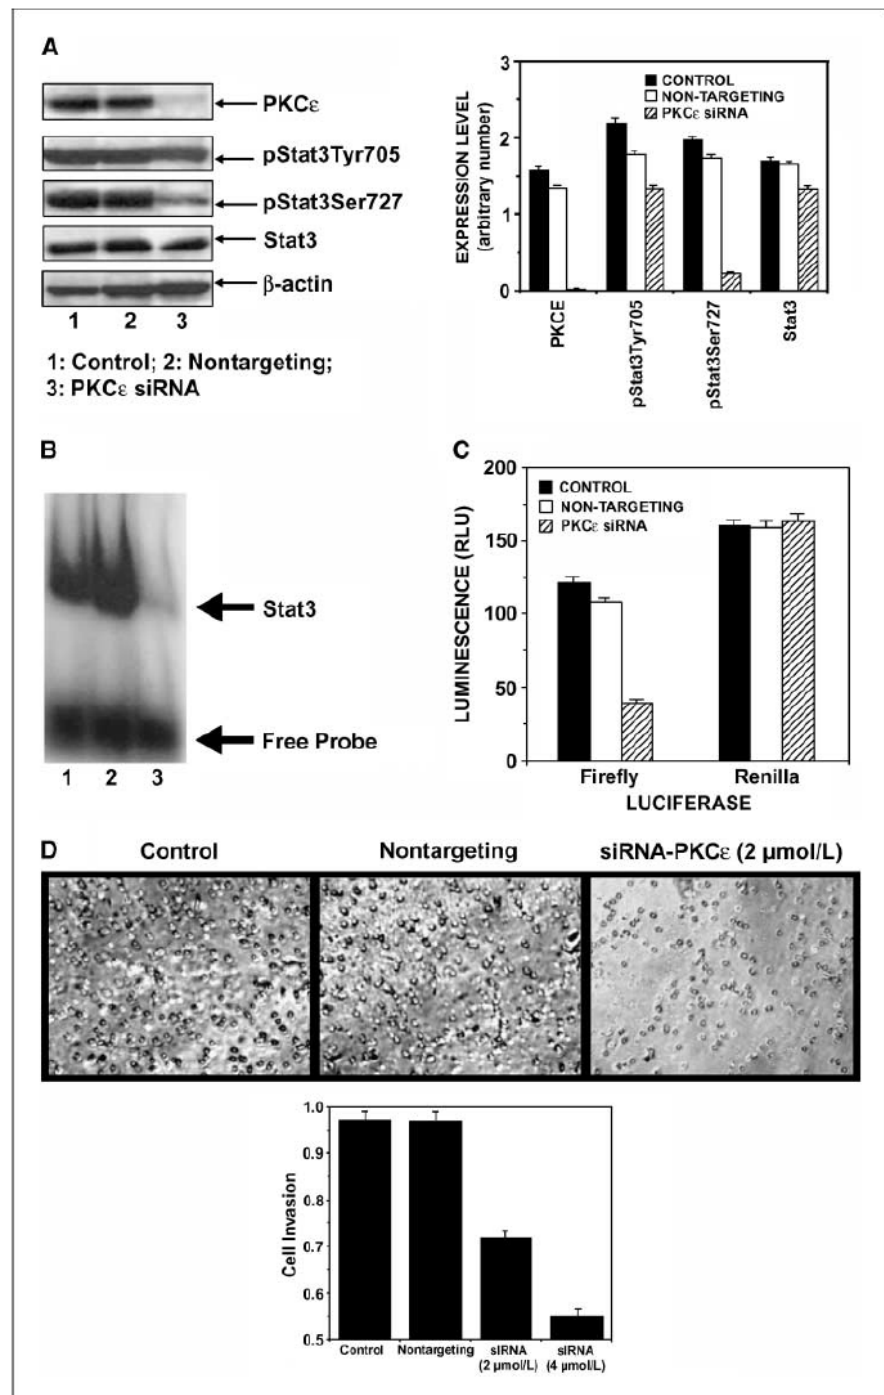 A
PKCε
pStat3Tyr705
pStat3Ser727
Stat3
β-actin
1 2 3
1: Control; 2: Nontargeting;
3: PKCε siRNA
EXPRESSION LEVEL
(arbitrary number)
3
2
1
0
CONTROL
NON-TARGETING
PKCε siRNA
PKCE
pStat3Tyr705
pStat3Ser727
Stat3
B
Stat3
Free Probe
1 2 3
C
LUMINESCENCE (RLU)
200
150
100
50
0
CONTROL
NON-TARGETING
PKCε siRNA
Firefly Renilla
LUCIFERASE
D
Control Nontargeting siRNA-PKCε (2 µmol/L)
Cell Invasion
1.0
0.9
0.8
0.7
0.6
0.5
Control Nontargeting siRNA siRNA
(2 µmol/L) (4 µmol/L)